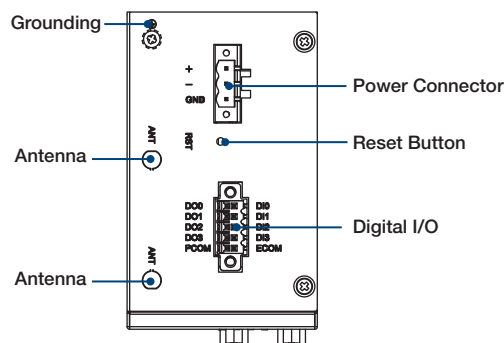 Grounding
+
−
GND
Power Connector
ANT
RST
Reset Button
Antenna
DO0 DI0
DO1 DI1
DO2 DI2
DO3 DI3
PCOM ECOM
Digital I/O
ANT
Antenna